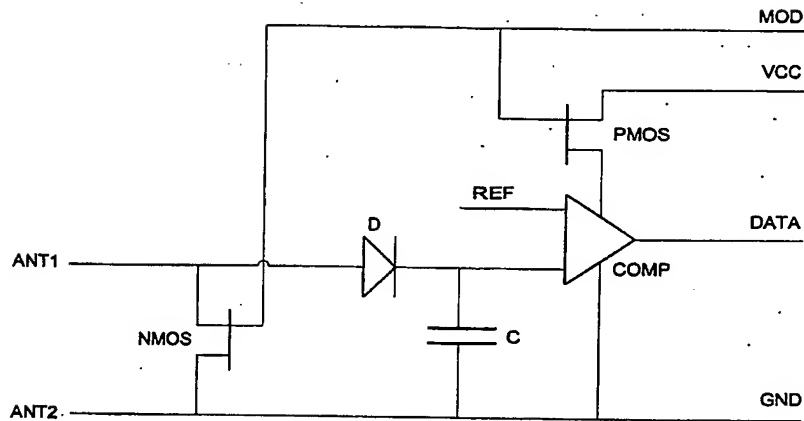 MOD
VCC
PMOS
REF
D
DATA
ANT1
COMP
NMOS
C
GND
ANT2